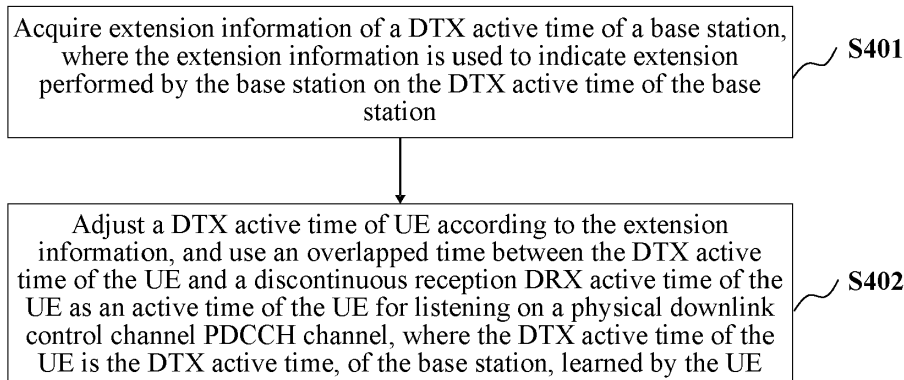 Acquire extension information of a DTX active time of a base station,
where the extension information is used to indicate extension
performed by the base station on the DTX active time of the base
station
S401
Adjust a DTX active time of UE according to the extension
information, and use an overlapped time between the DTX active
time of the UE and a discontinuous reception DRX active time of the
UE as an active time of the UE for listening on a physical downlink
control channel PDCCH channel, where the DTX active time of the
UE is the DTX active time, of the base station, learned by the UE
S402